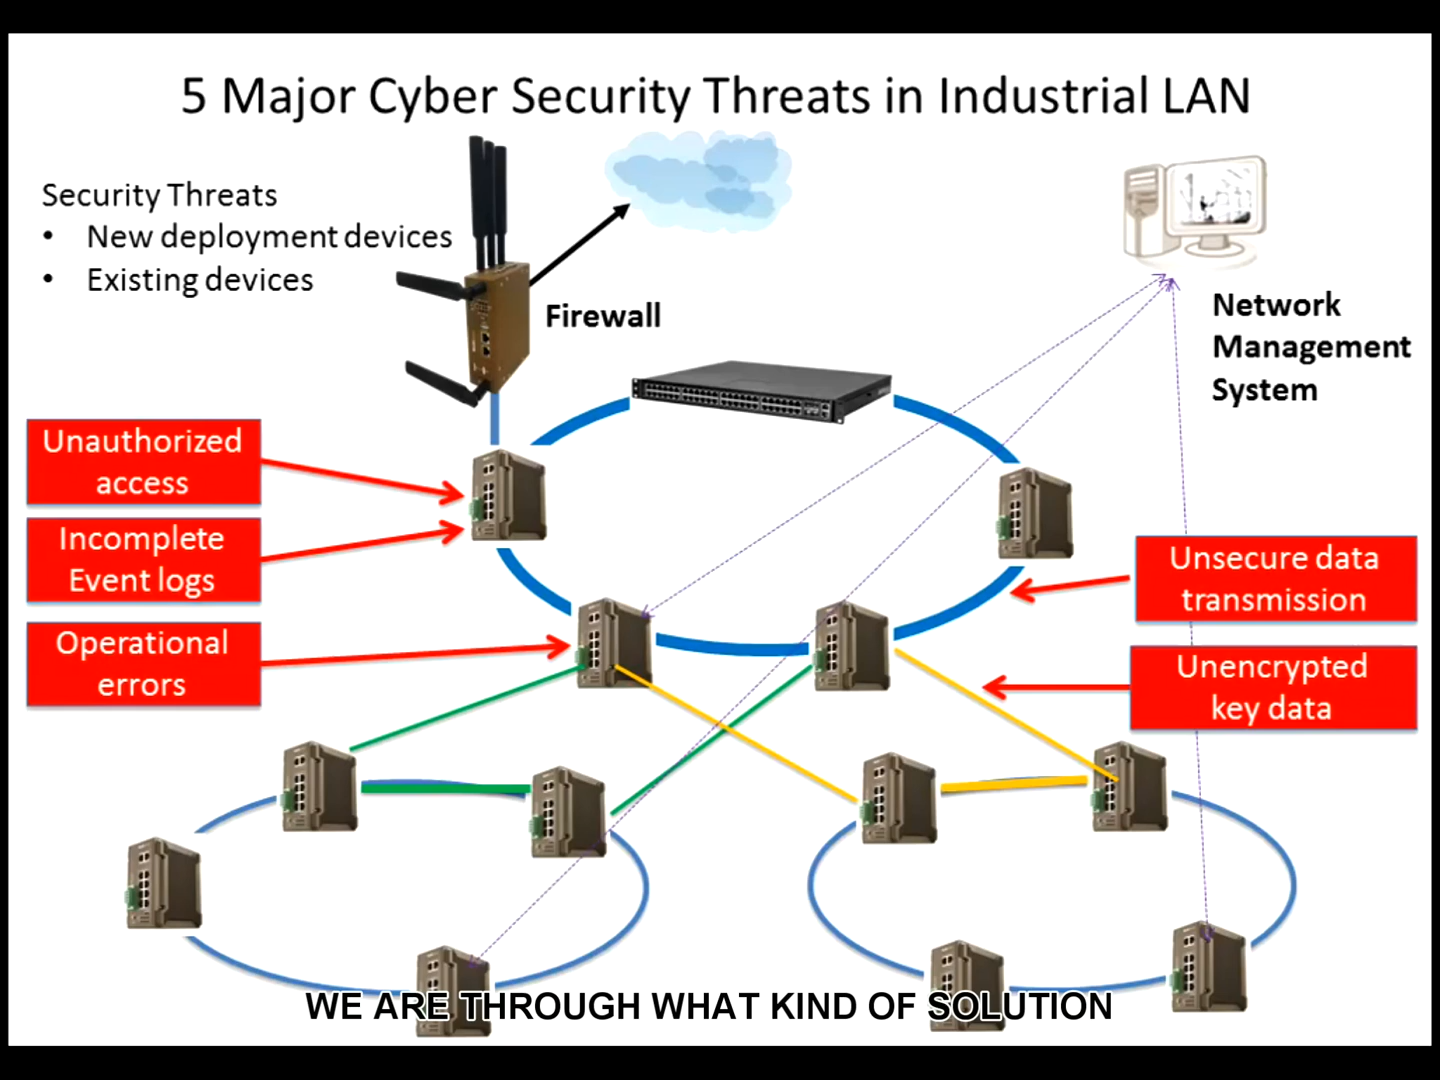 5 Major Cyber Security Threats in Industrial LAN
Security Threats
• New deployment devices
• Existing devices
Firewall
Network
Management
System
Unauthorized
access
Incomplete
Event logs
Operational
errors
Unsecure data
transmission
Unencrypted
key data
WE ARE THROUGH WHAT KIND OF SOLUTION